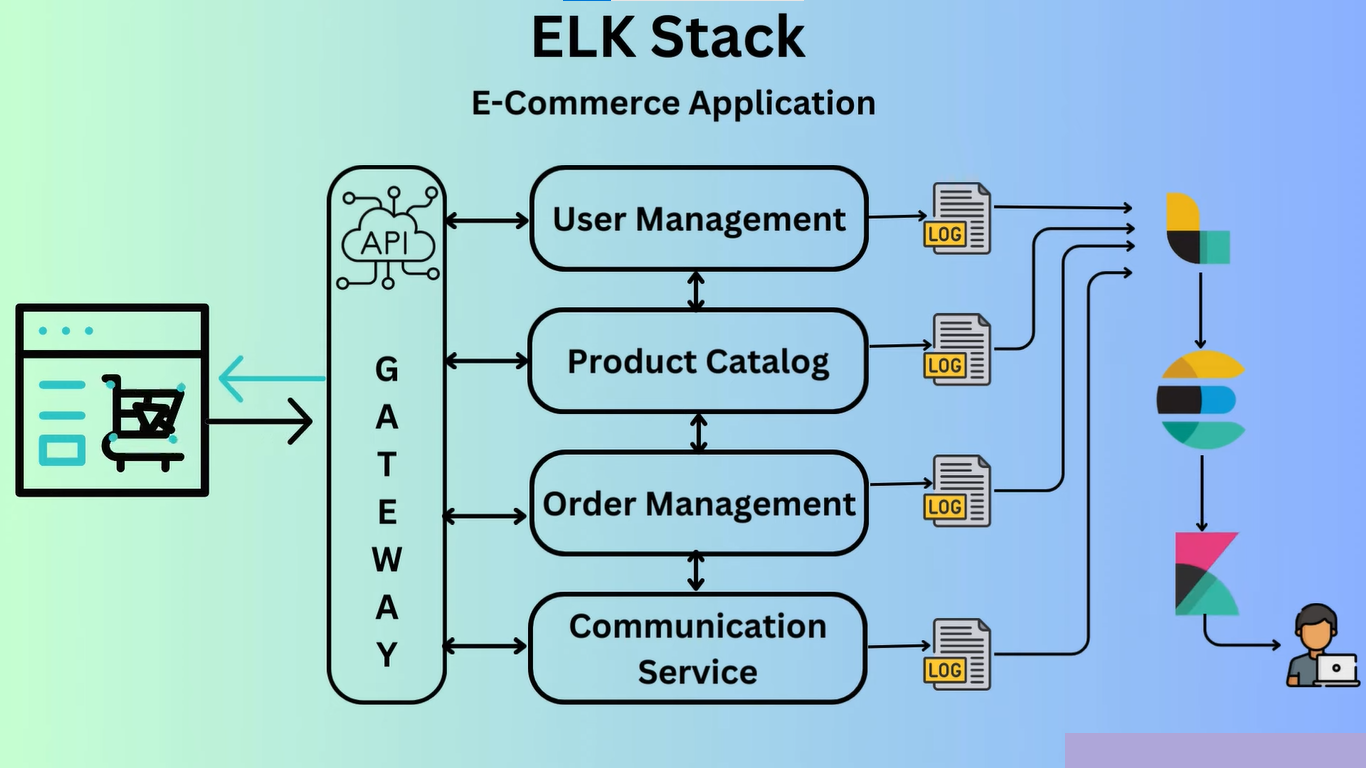 ELK Stack
E-Commerce Application
API
GATEWAY
User Management
LOG
Product Catalog
LOG
Order Management
LOG
Communication
Service
LOG